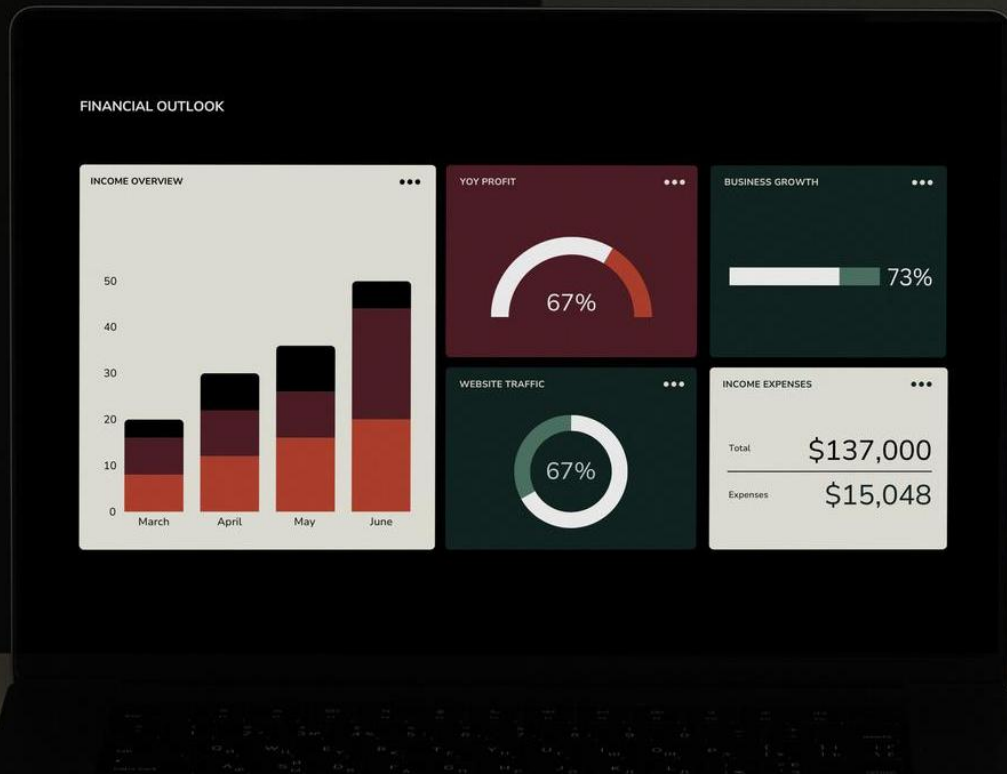 FINANCIAL OUTLOOK
INCOME OVERVIEW
50
40
30
20
10
0
March April May June
YOY PROFIT
67%
BUSINESS GROWTH
73%
WEBSITE TRAFFIC
67%
INCOME EXPENSES
Total $137,000
Expenses $15,048